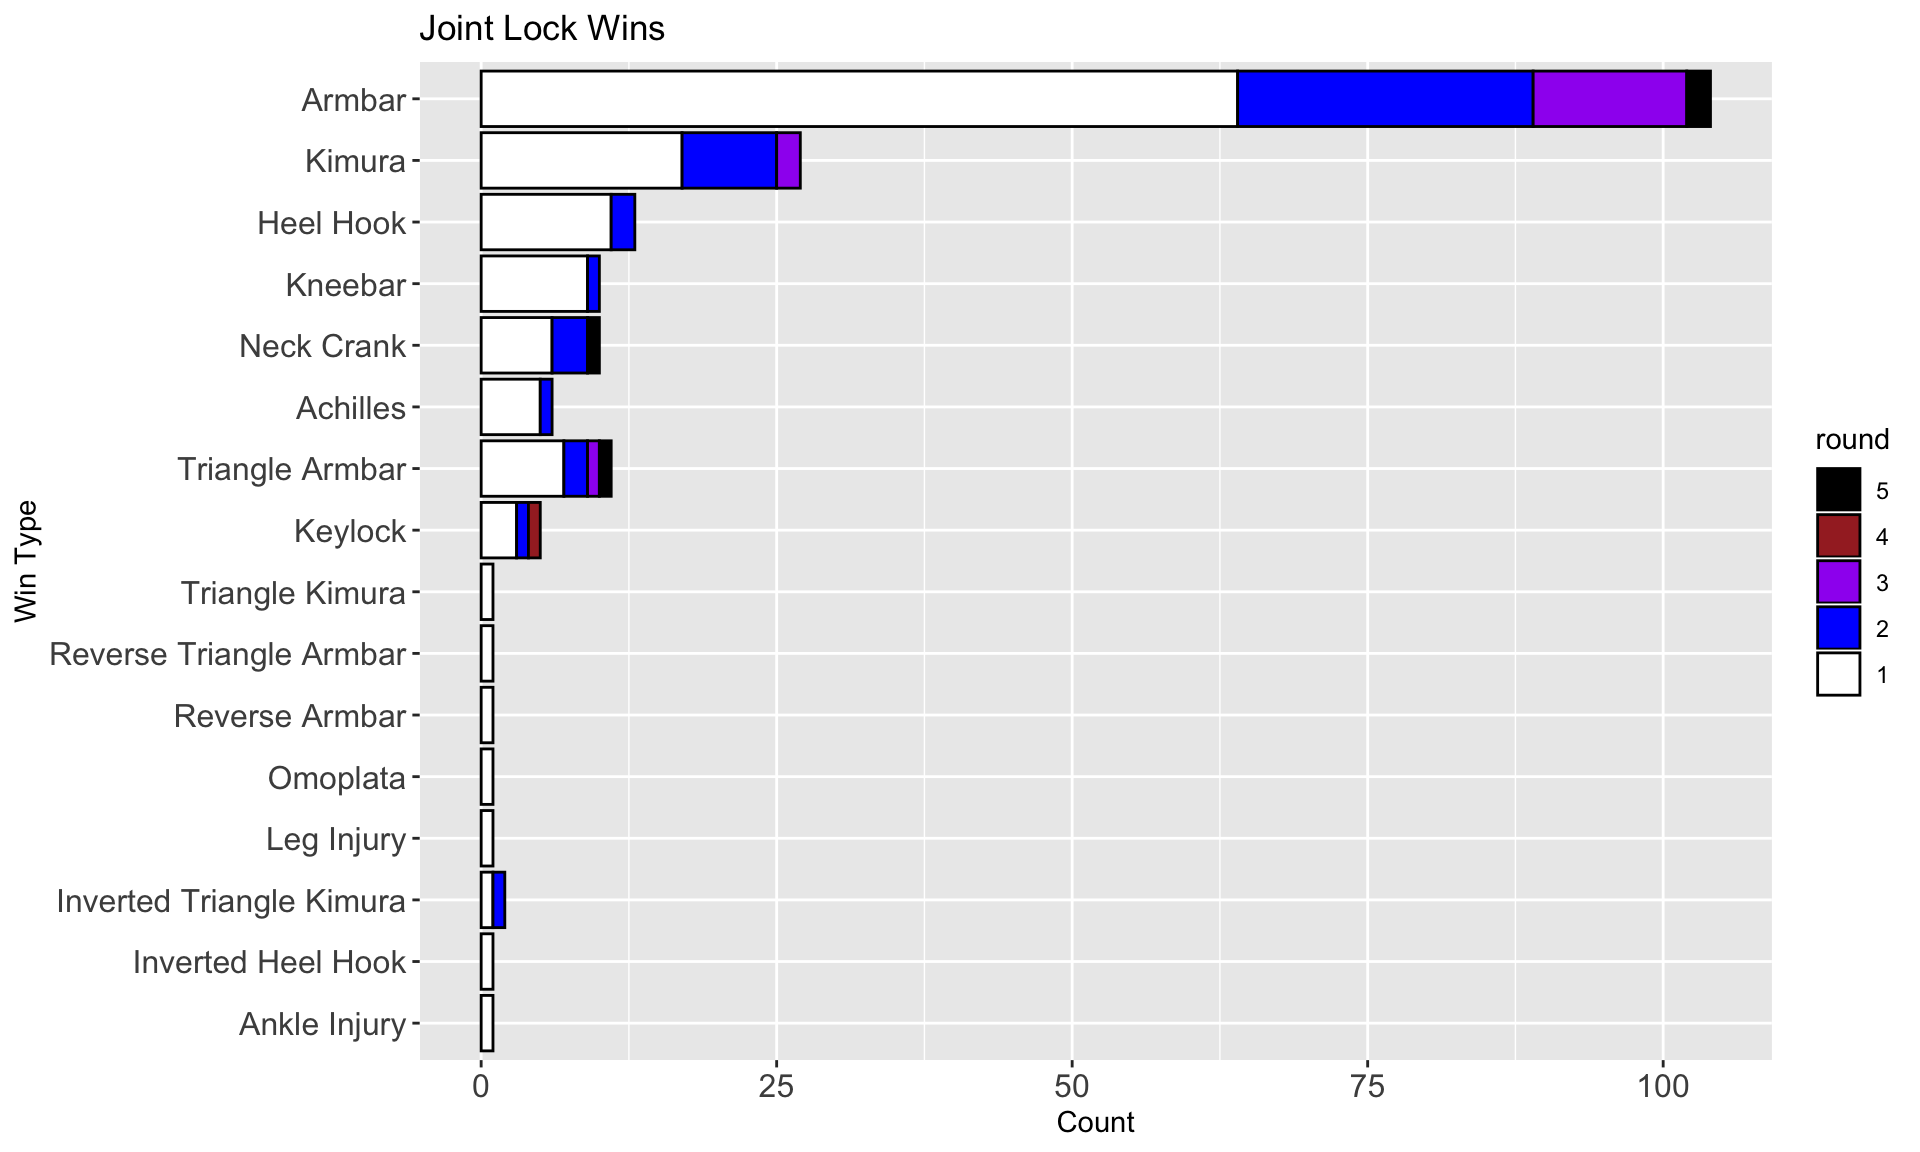 Joint Lock Wins
Armbar
Kimura
Heel Hook
Kneebar
Neck Crank
Achilles
Triangle Armbar
Keylock
Triangle Kimura
Reverse Triangle Armbar
Reverse Armbar
Omoplata
Leg Injury
Inverted Triangle Kimura
Inverted Heel Hook
Ankle Injury
Win Type
0 25 50 75 100
Count
round
5
4
3
2
1